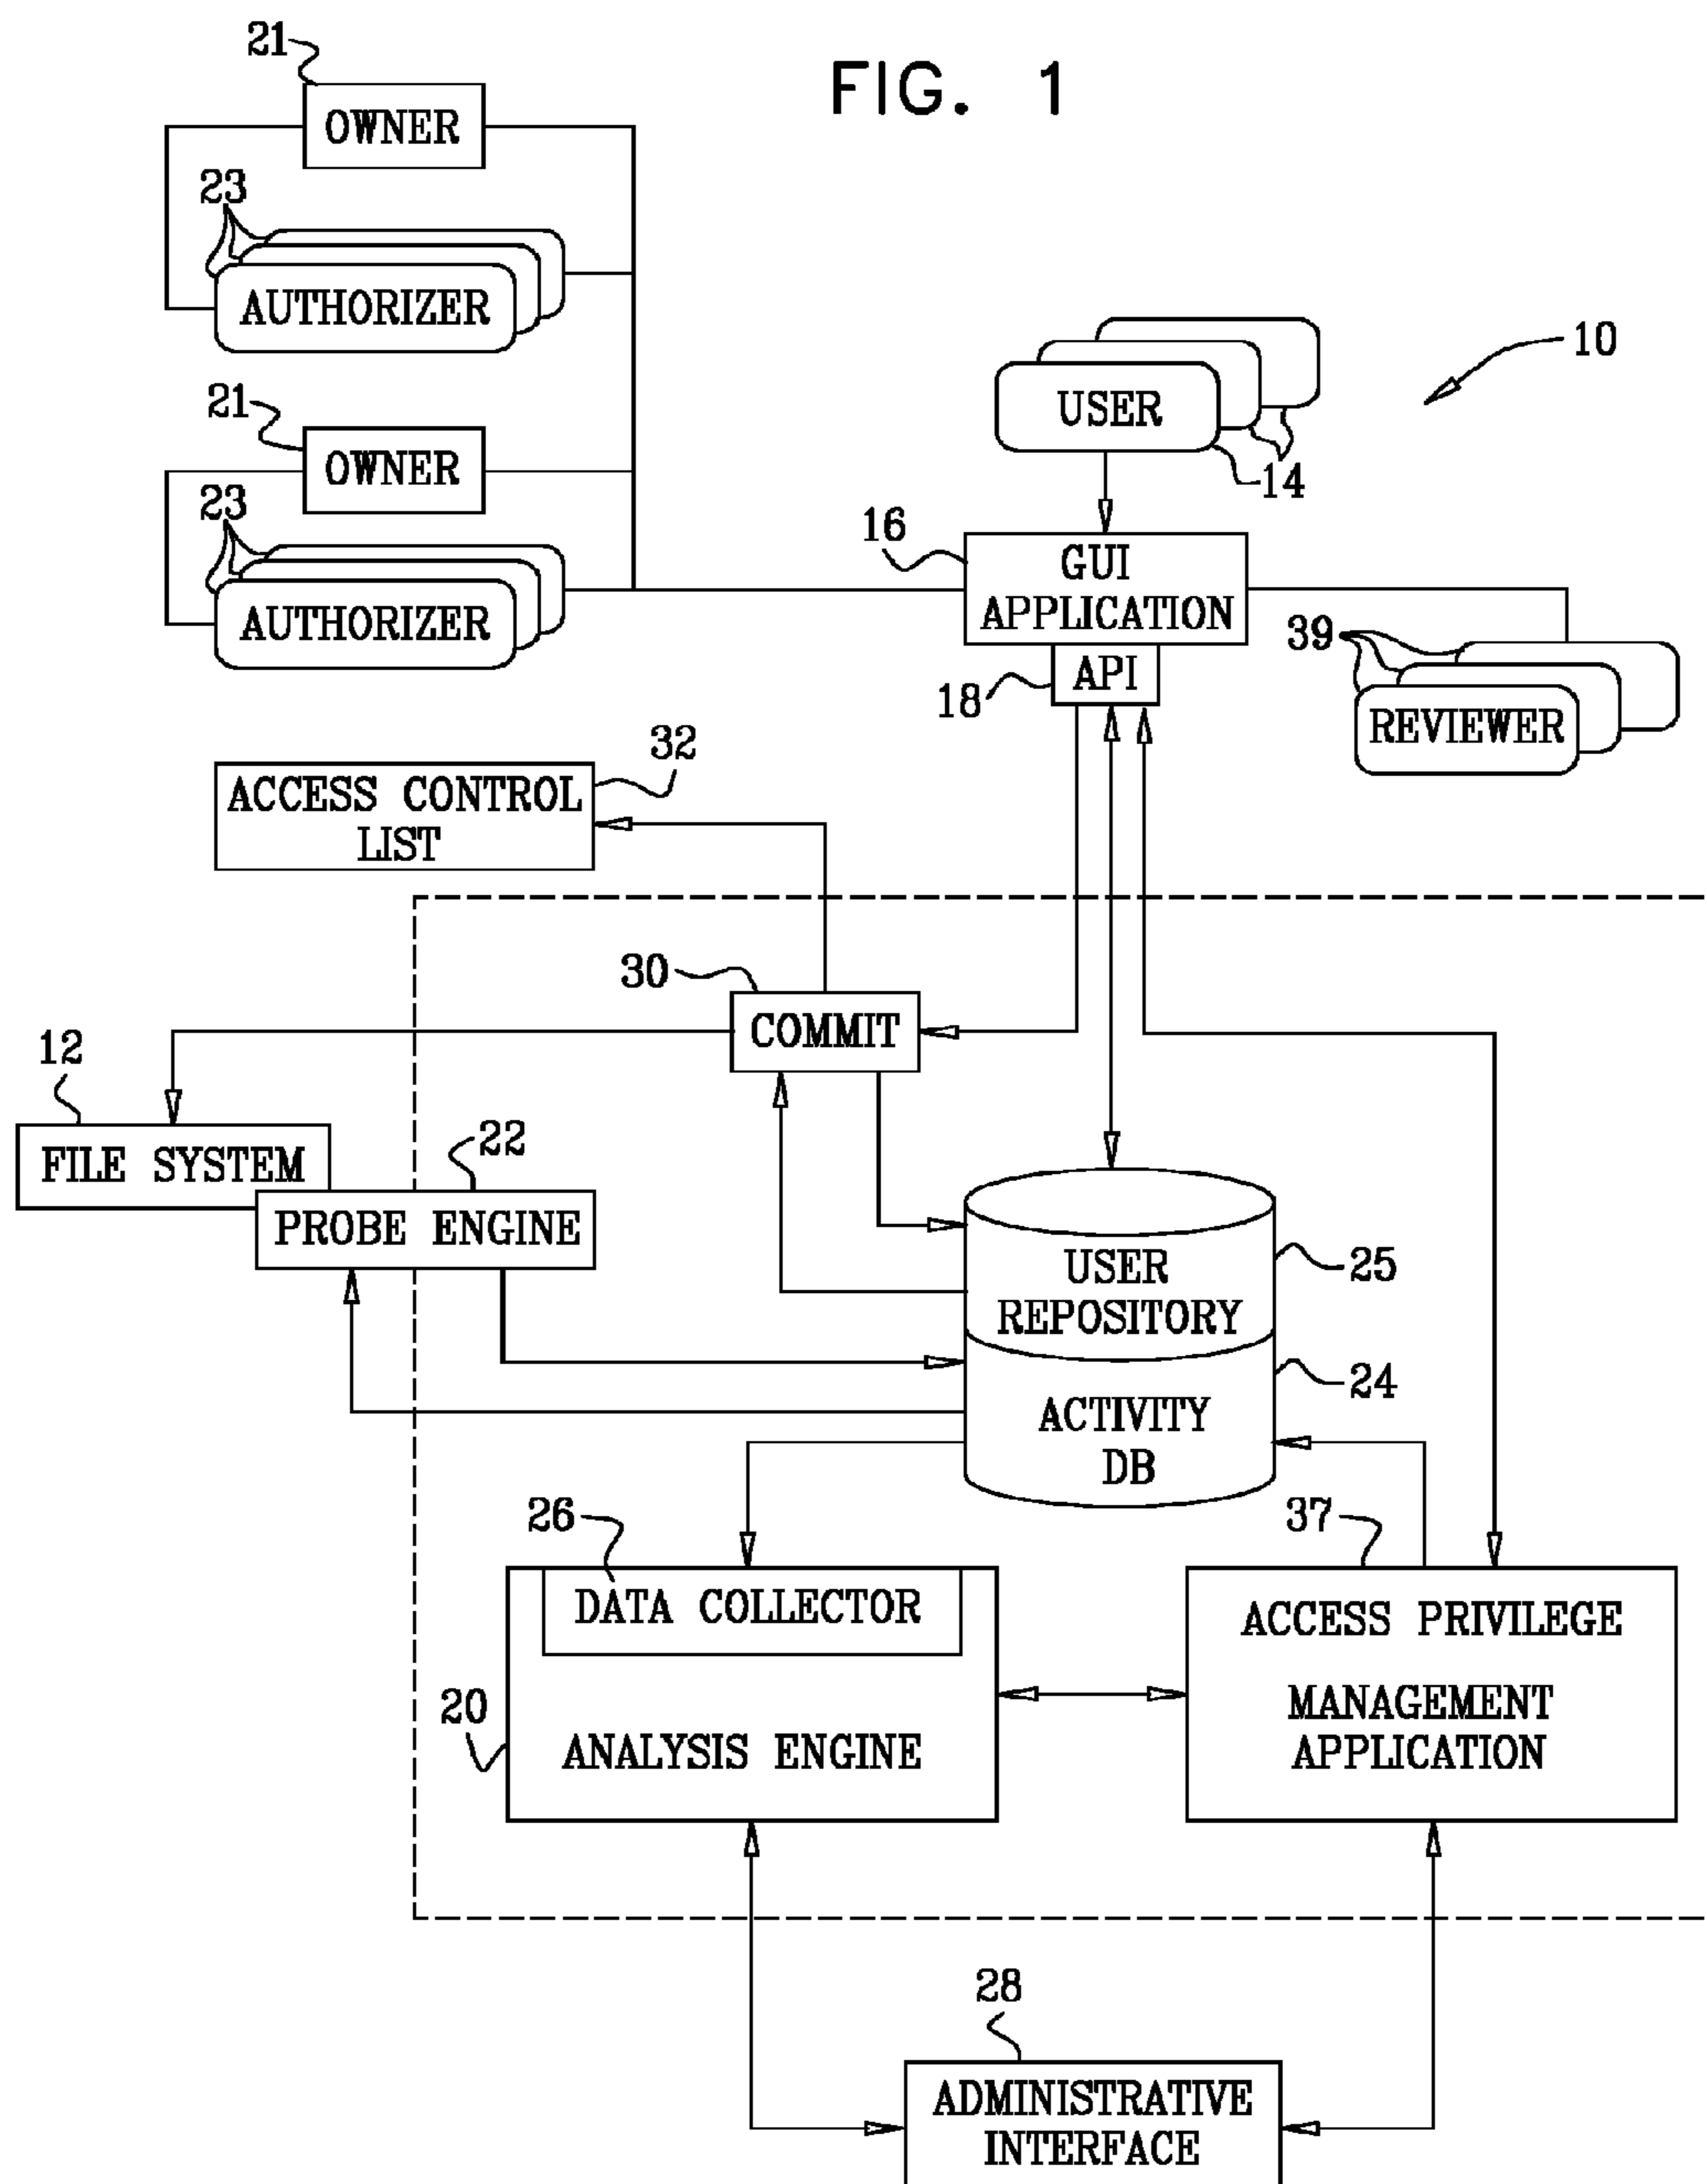 FIG. 1
21
OWNER
23
AUTHORIZER
21
OWNER
23
AUTHORIZER
USER
14
10
16
GUI
APPLICATION
18
API
39
REVIEWER
32
ACCESS CONTROL
LIST
30
COMMIT
12
FILE SYSTEM
22
PROBE ENGINE
USER
REPOSITORY
25
ACTIVITY
DB
24
26
DATA COLLECTOR
20
ANALYSIS ENGINE
37
ACCESS PRIVILEGE
MANAGEMENT
APPLICATION
28
ADMINISTRATIVE
INTERFACE